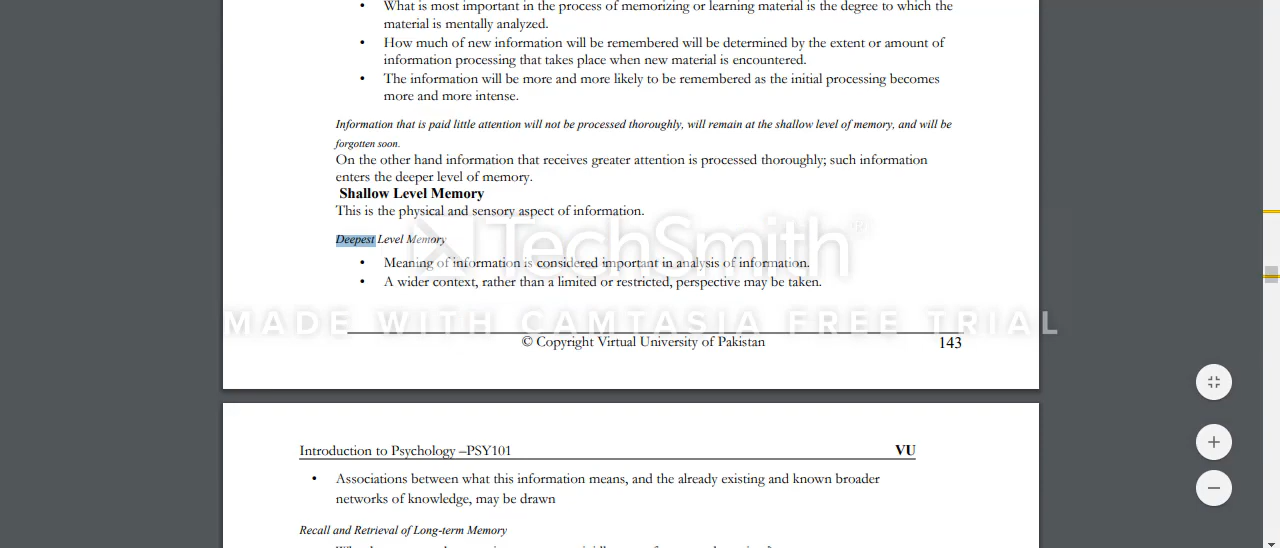 • What is most important in the process of memorizing or learning material is the degree to which the
material is mentally analyzed.
• How much of new information will be remembered will be determined by the extent or amount of
information processing that takes place when new material is encountered.
• The information will be more and more likely to be remembered as the initial processing becomes
more and more intense.
Information that is paid little attention will not be processed thoroughly, will remain at the shallow level of memory, and will be
forgotten soon.
On the other hand information that receives greater attention is processed thoroughly; such information
enters the deeper level of memory.
Shallow Level Memory
This is the physical and sensory aspect of information.
TechSmith®
Deepest Level Memory
• Meaning of information is considered important in analysis of information.
• A wider context, rather than a limited or restricted, perspective may be taken.
MADE WITH CAMTASIA FREE TRIAL
© Copyright Virtual University of Pakistan 143
Introduction to Psychology –PSY101 VU
• Associations between what this information means, and the already existing and known broader
networks of knowledge, may be drawn
Recall and Retrieval of Long-term Memory